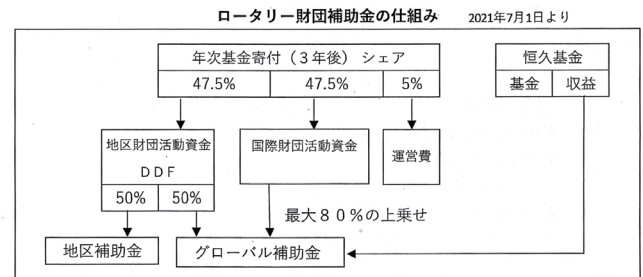 ロータリー財団補助金の仕組み 2021年7月1日より
年次基金寄付（３年後）シェア
47.5% 47.5% 5%
恒久基金
基金 収益
地区財団活動資金
ＤＤＦ
50% 50%
国際財団活動資金
運営費
最大８０％の上乗せ
地区補助金
グローバル補助金